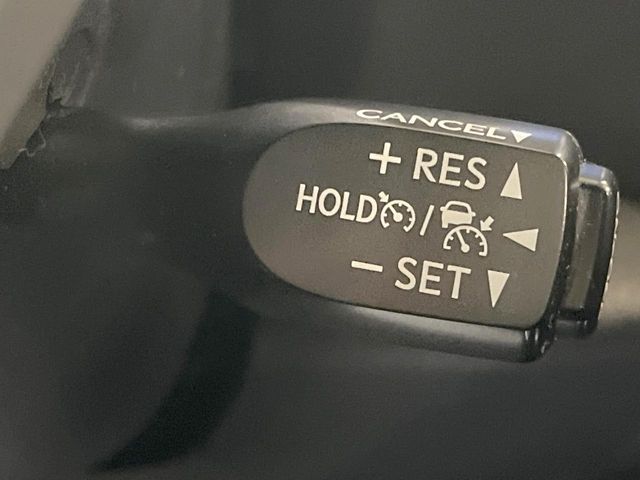 CANCEL
+ RES
HOLD /
- SET